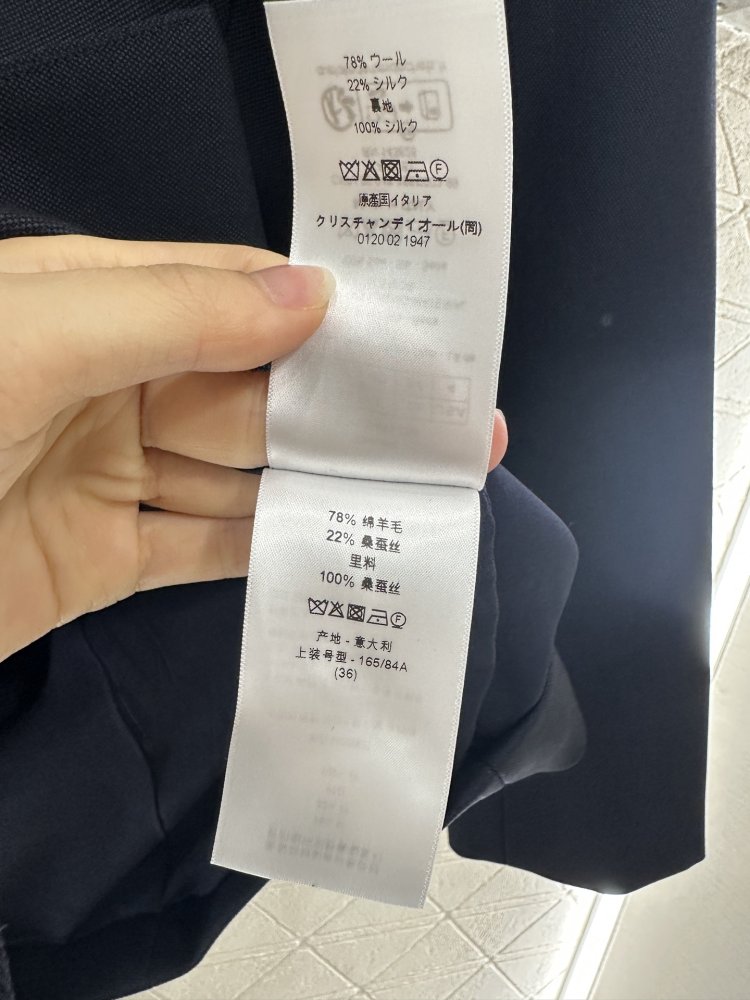 78% ウール
22% シルク
裏地
100% シルク
原産国イタリア
クリスチャンデイオール(問)
0120 02 1947
78% 绵羊毛
22% 桑蚕丝
里料
100% 桑蚕丝
产地 - 意大利
上装号型 - 165/84A
(36)